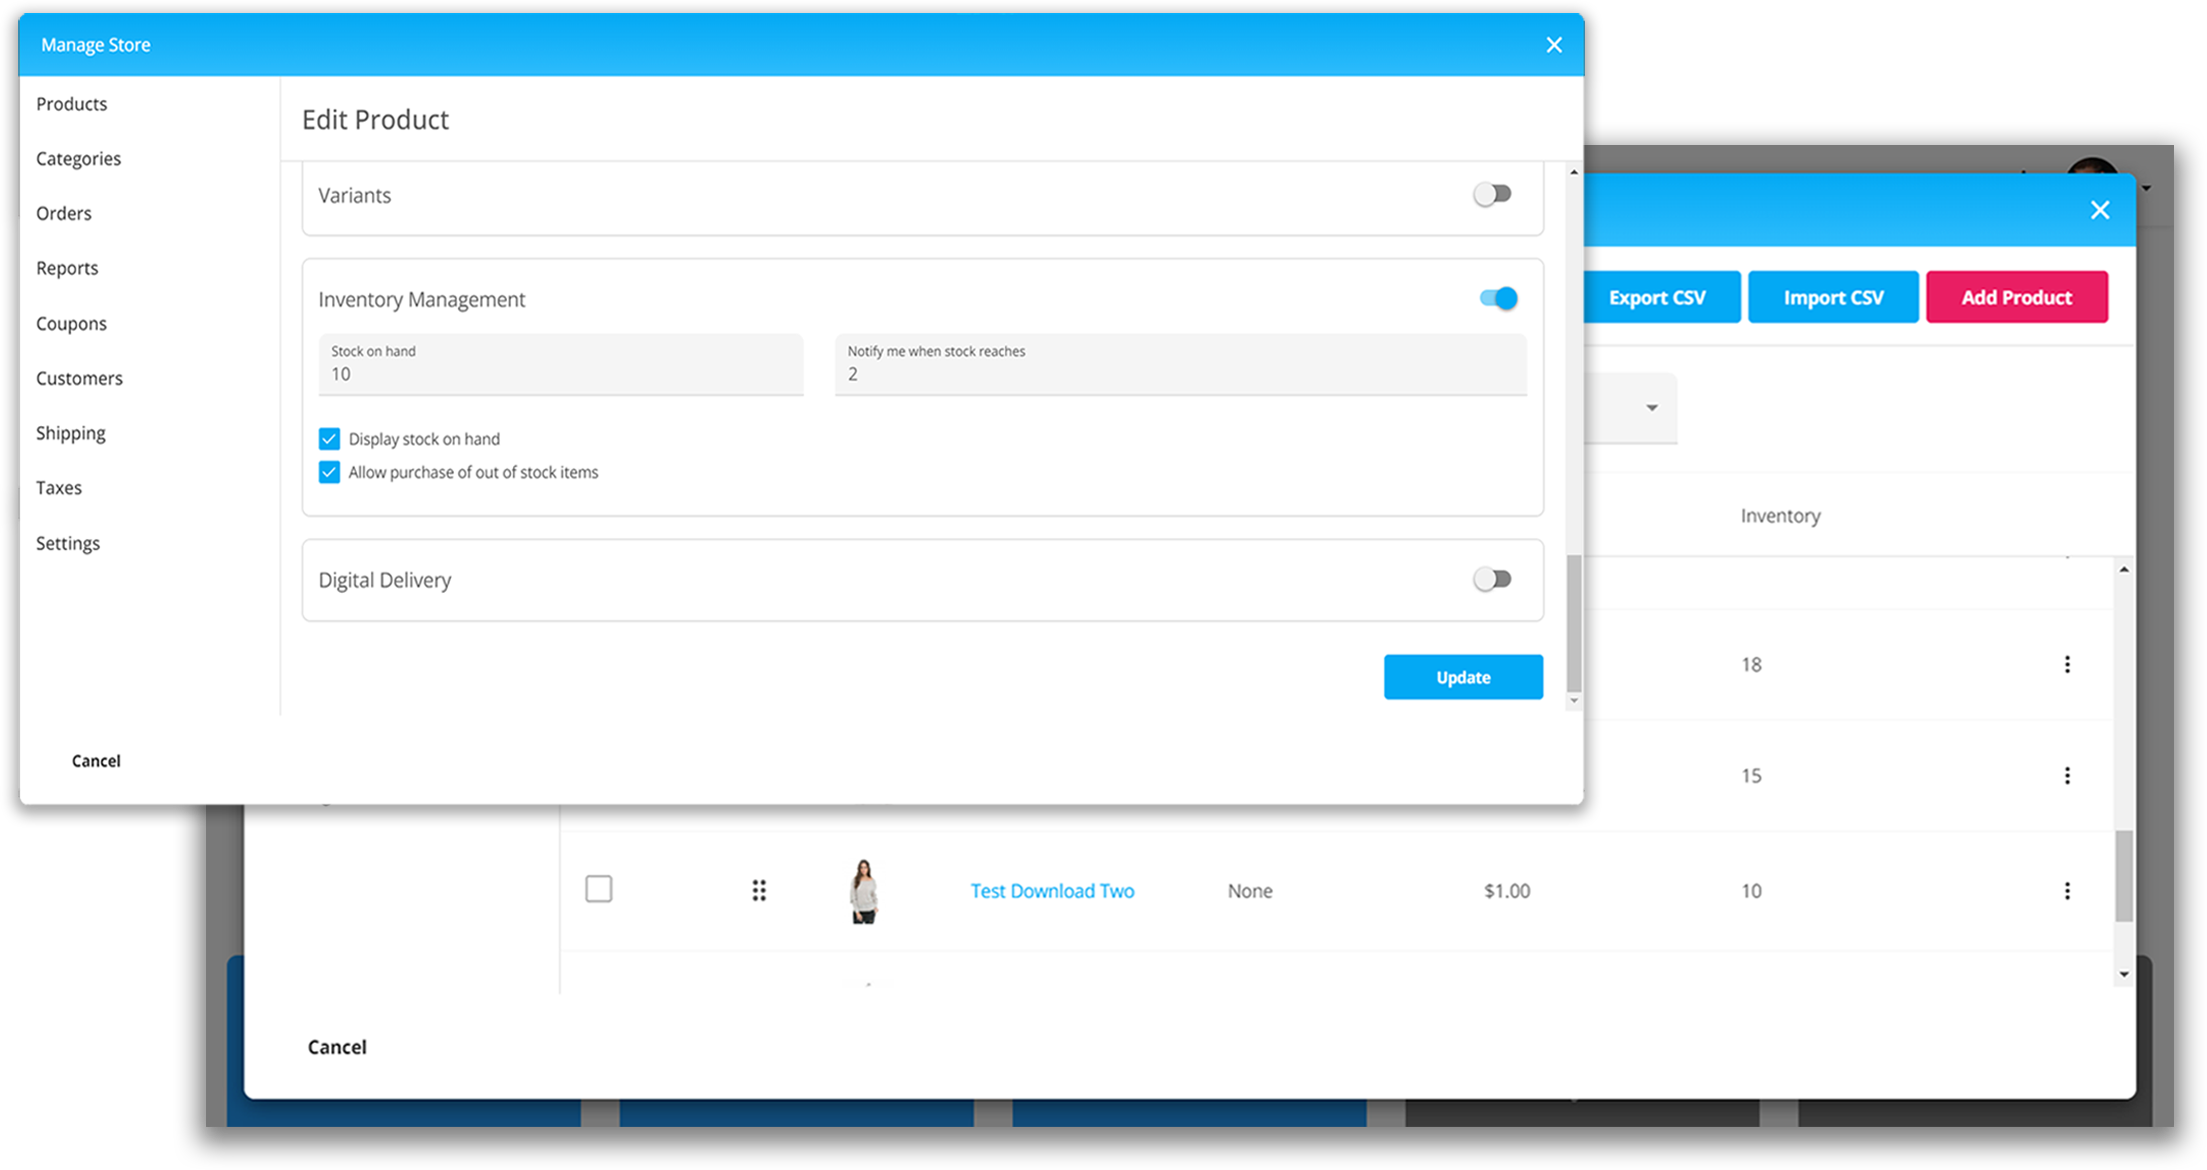 Manage Store
Products
Categories
Orders
Reports
Coupons
Customers
Shipping
Taxes
Settings
Cancel
Edit Product
Variants
Inventory Management
Stock on hand
10
Notify me when stock reaches
2
Display stock on hand
Allow purchase of out of stock items
Digital Delivery
Update
Export CSV
Import CSV
Add Product
Inventory
18
15
Test Download Two
None
$1.00
10
Cancel